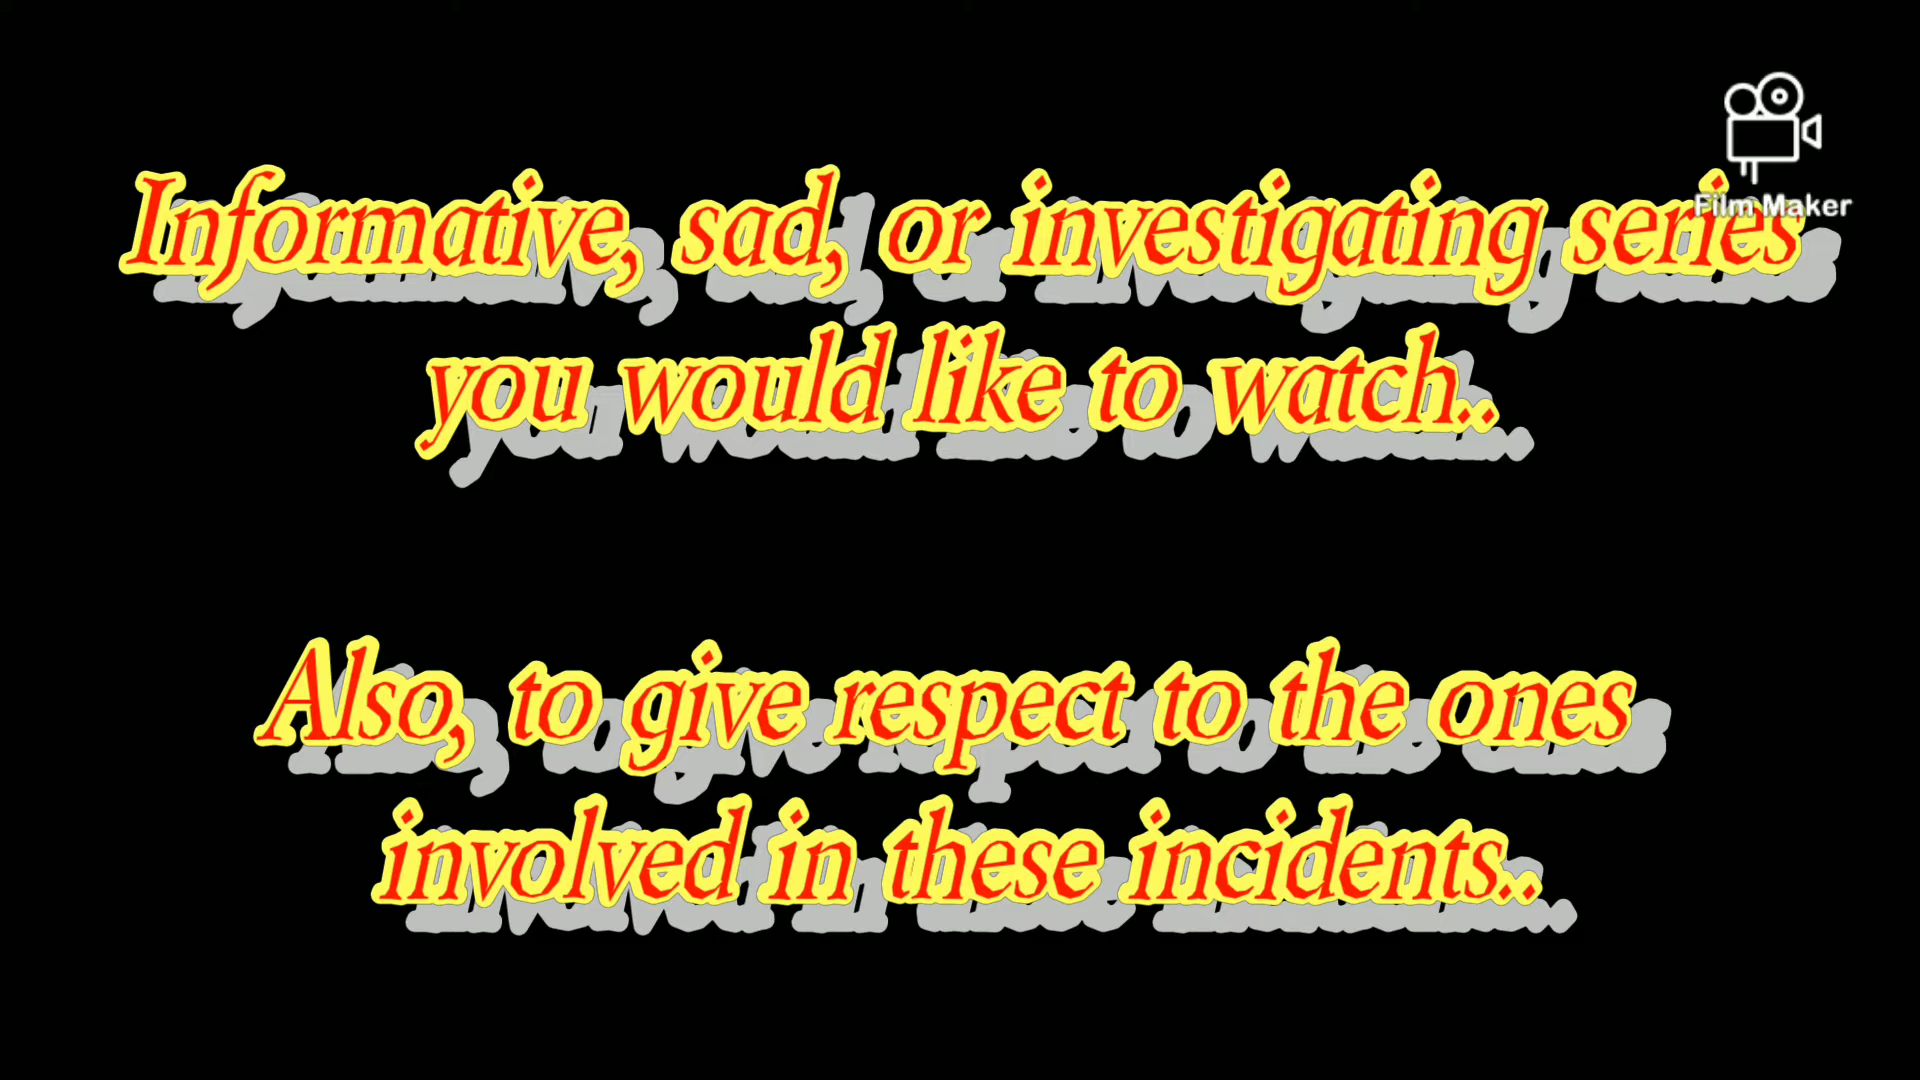 Film Maker
Informative, sad, or investigating series
you would like to watch..
Also, to give respect to the ones
involved in these incidents..